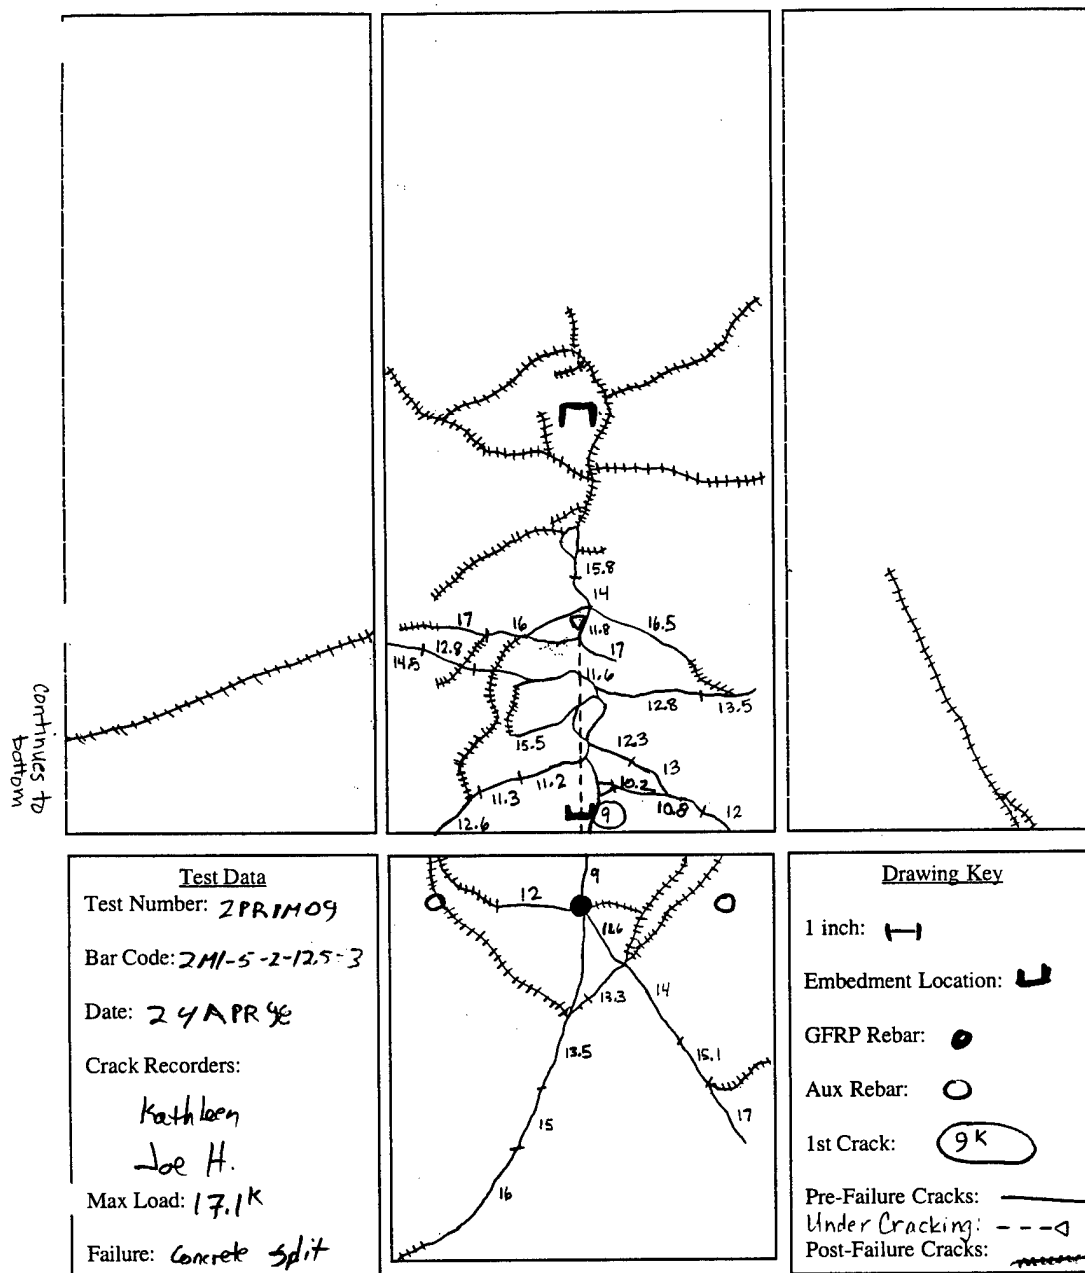 15.8
14
17
16
11.8
16.5
12.8
17
14.5
11.6
12.8
13.5
15.5
12.3
13
11.2
10.2
11.3
10.8
9
12
12.6
continues to
bottom
Test Data
Test Number: 2PR1M09
Bar Code: 2M1-5-2-12.5-3
Date: 24 APR
Crack Recorders:
Kathleen
Joe H.
Max Load: 17.1K
Failure: Concrete split
9
12
14
13.3
13.5
15.1
15
17
16
Drawing Key
1 inch:
Embedment Location:
GFRP Rebar:
Aux Rebar:
1st Crack: 9K
Pre-Failure Cracks:
Under Cracking:
Post-Failure Cracks: